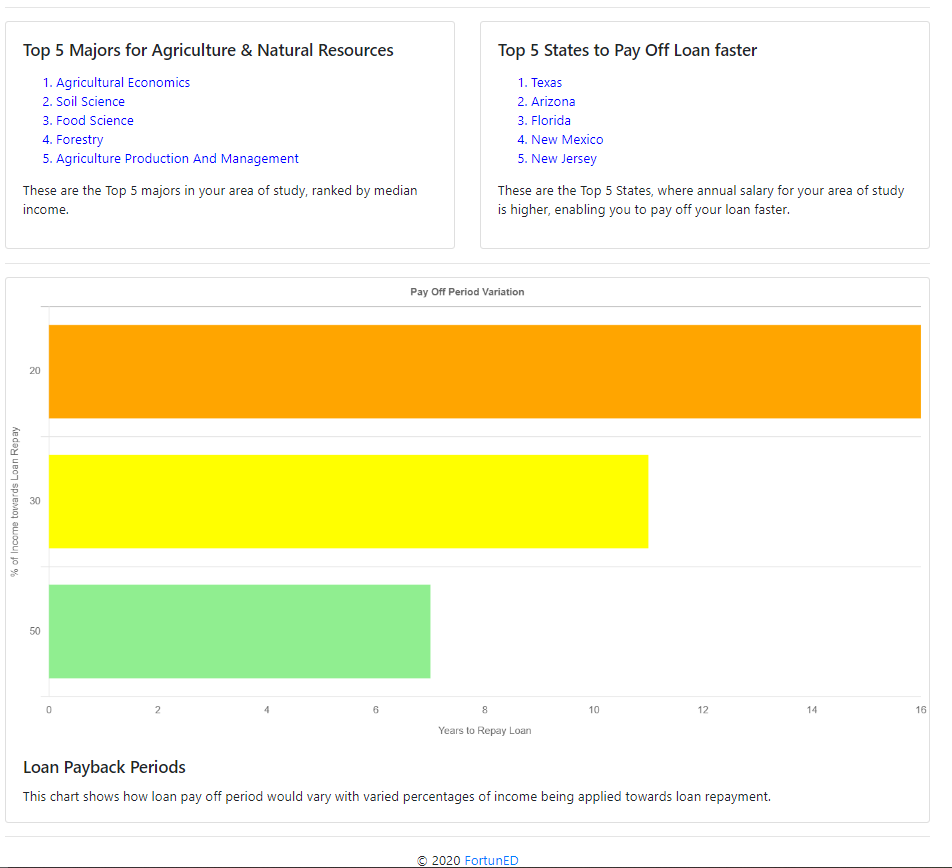 Top 5 Majors for Agriculture & Natural Resources
1. Agricultural Economics
2. Soil Science
3. Food Science
4. Forestry
5. Agriculture Production And Management
These are the Top 5 majors in your area of study, ranked by median
income.
Top 5 States to Pay Off Loan faster
1. Texas
2. Arizona
3. Florida
4. New Mexico
5. New Jersey
These are the Top 5 States, where annual salary for your area of study
is higher, enabling you to pay off your loan faster.
Pay Off Period Variation
% of Income towards Loan Repay
20
30
50
0 2 4 6 8 10 12 14 16
Years to Repay Loan
Loan Payback Periods
This chart shows how loan pay off period would vary with varied percentages of income being applied towards loan repayment.
© 2020 FortunED